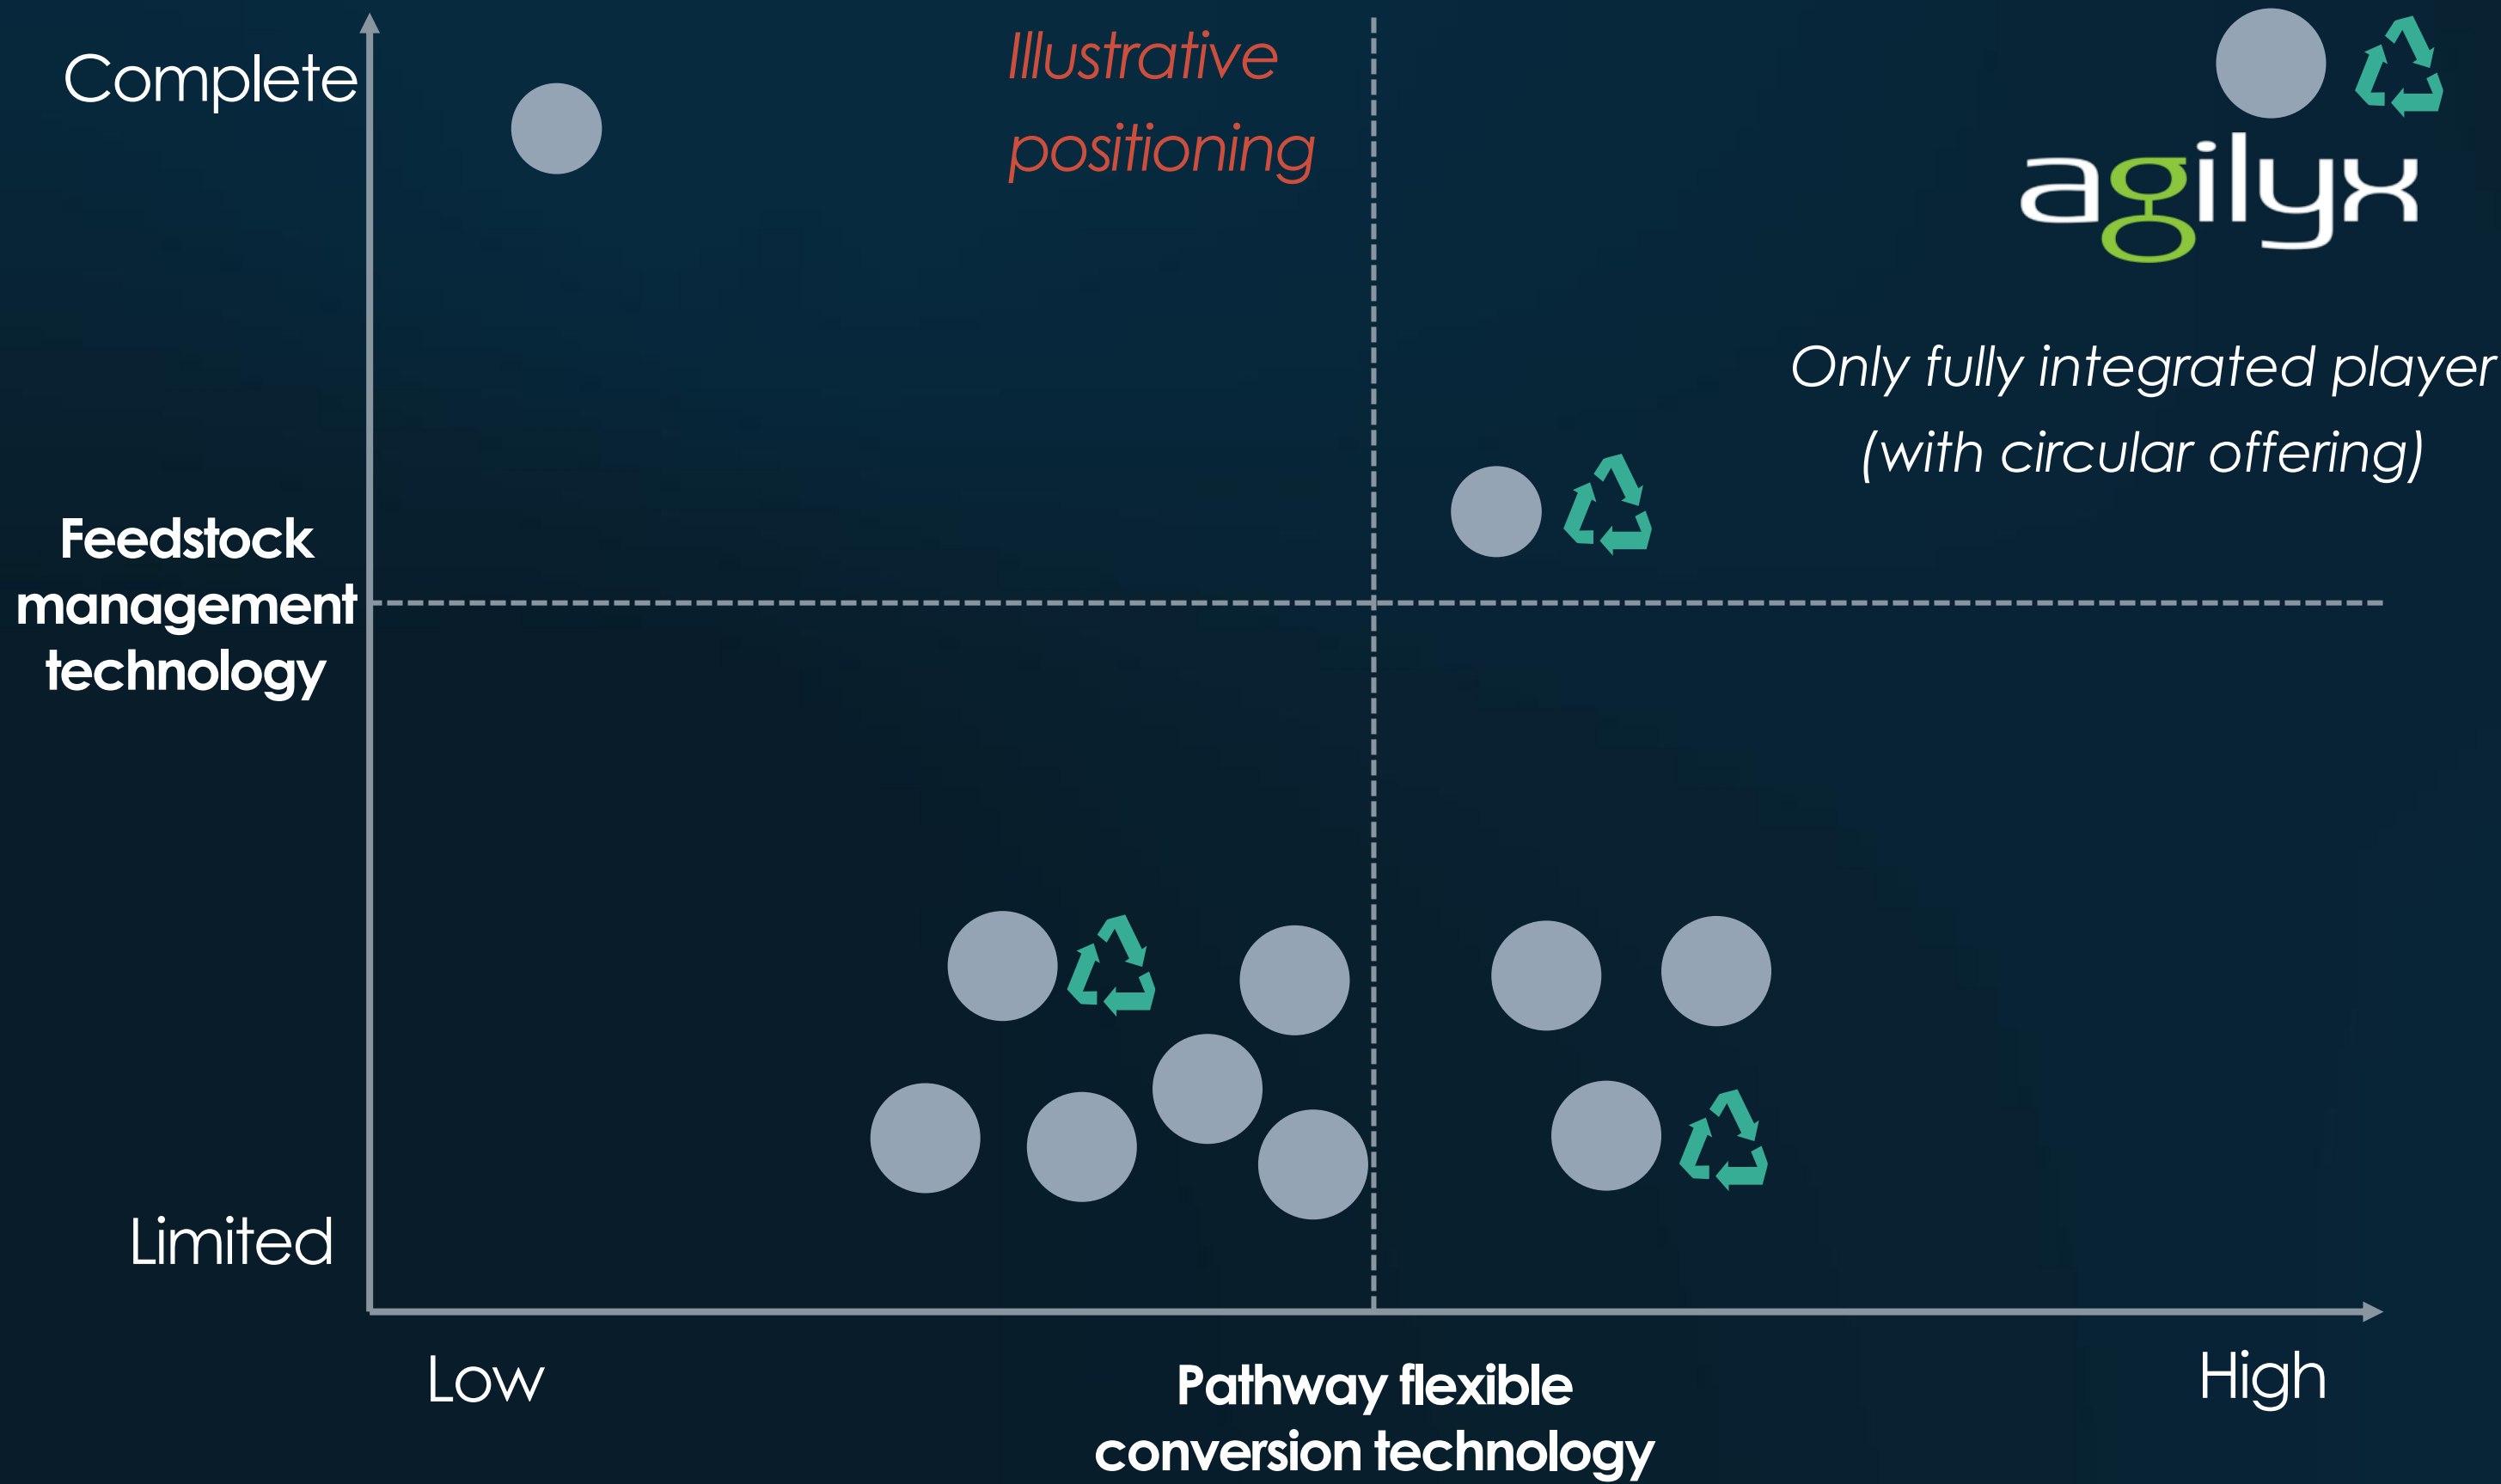 Complete
Illustrative
positioning
agilyx
Only fully integrated player
(with circular offering)
Feedstock
management
technology
Limited
Low
Pathway flexible
conversion technology
High